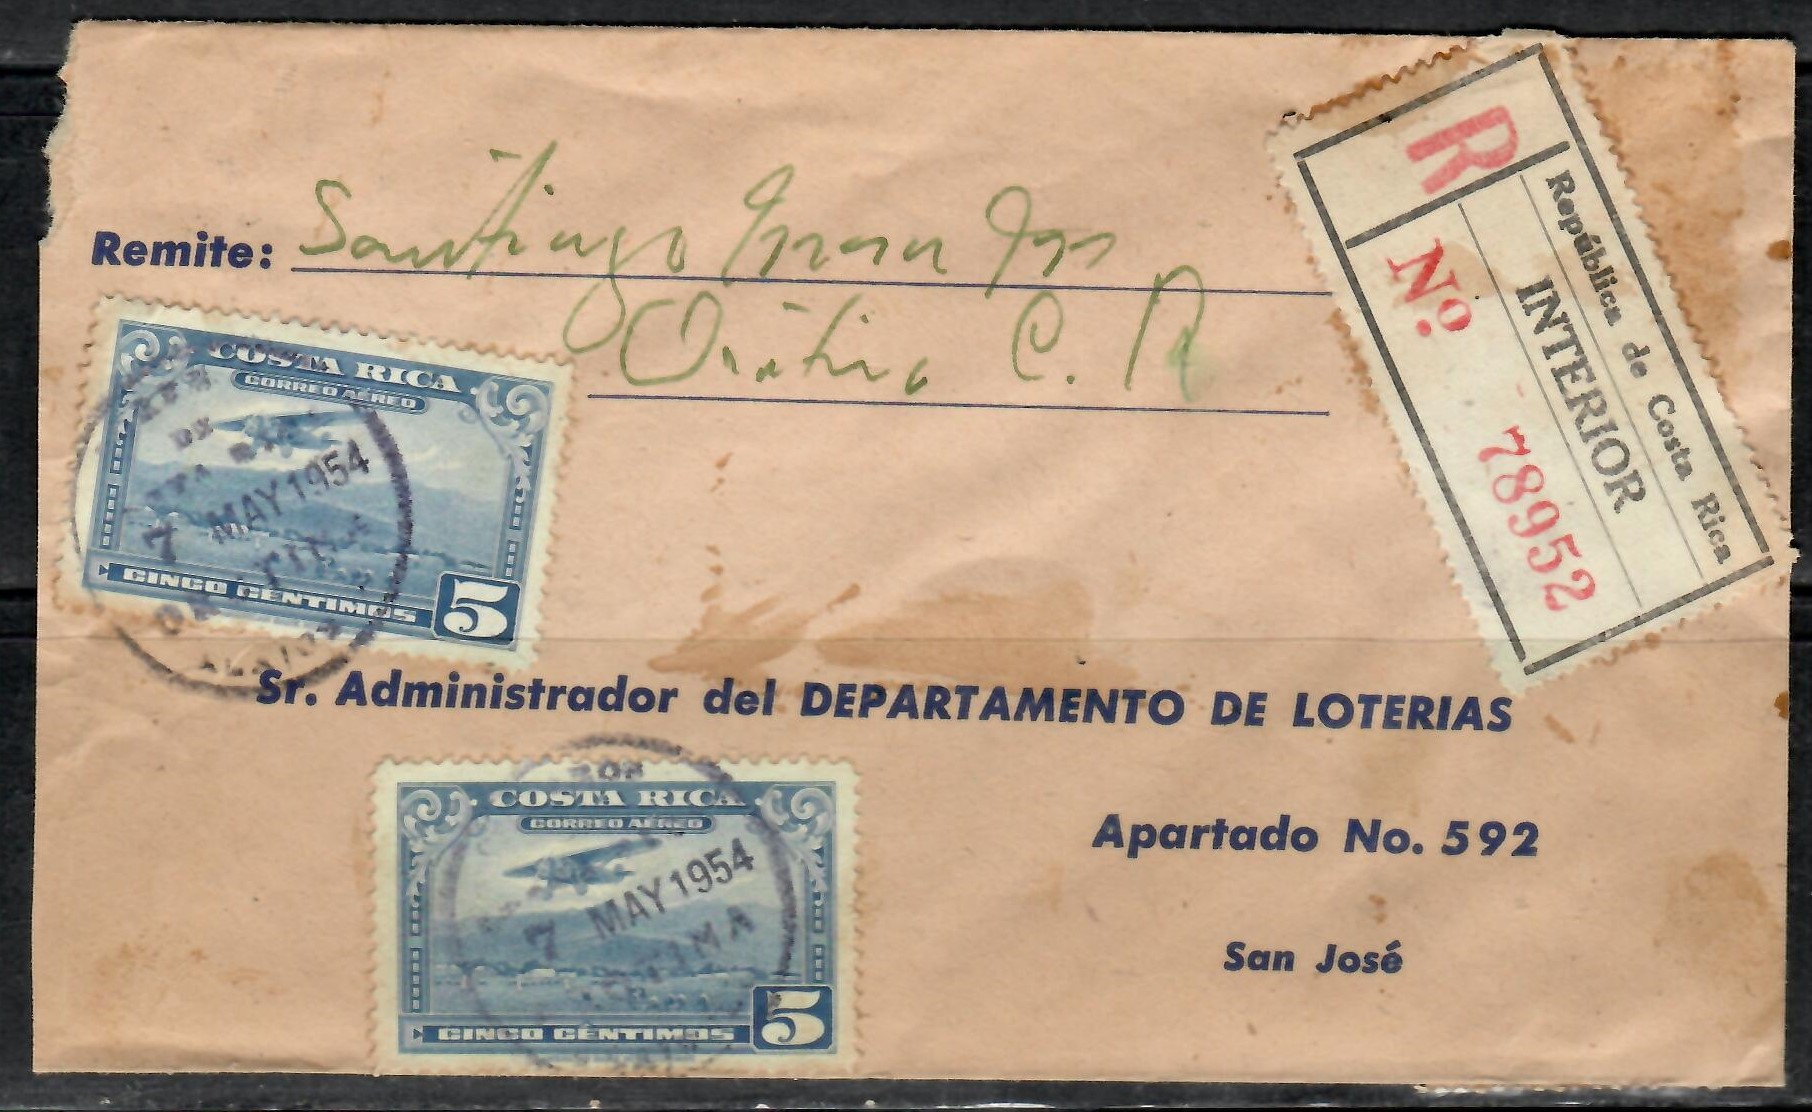 Remite: Santiago
C. R
COSTA RICA
CORREO AEREO
DE
7 MAY 1954
CINCO CENTIMOS 5
República de Costa Rica
INTERIOR
R Nº 78952
Sr. Administrador del DEPARTAMENTO DE LOTERIAS
COSTA RICA
CORREO AEREO
7 MAY 1954
CINCO CENTIMOS 5
Apartado No. 592
San José